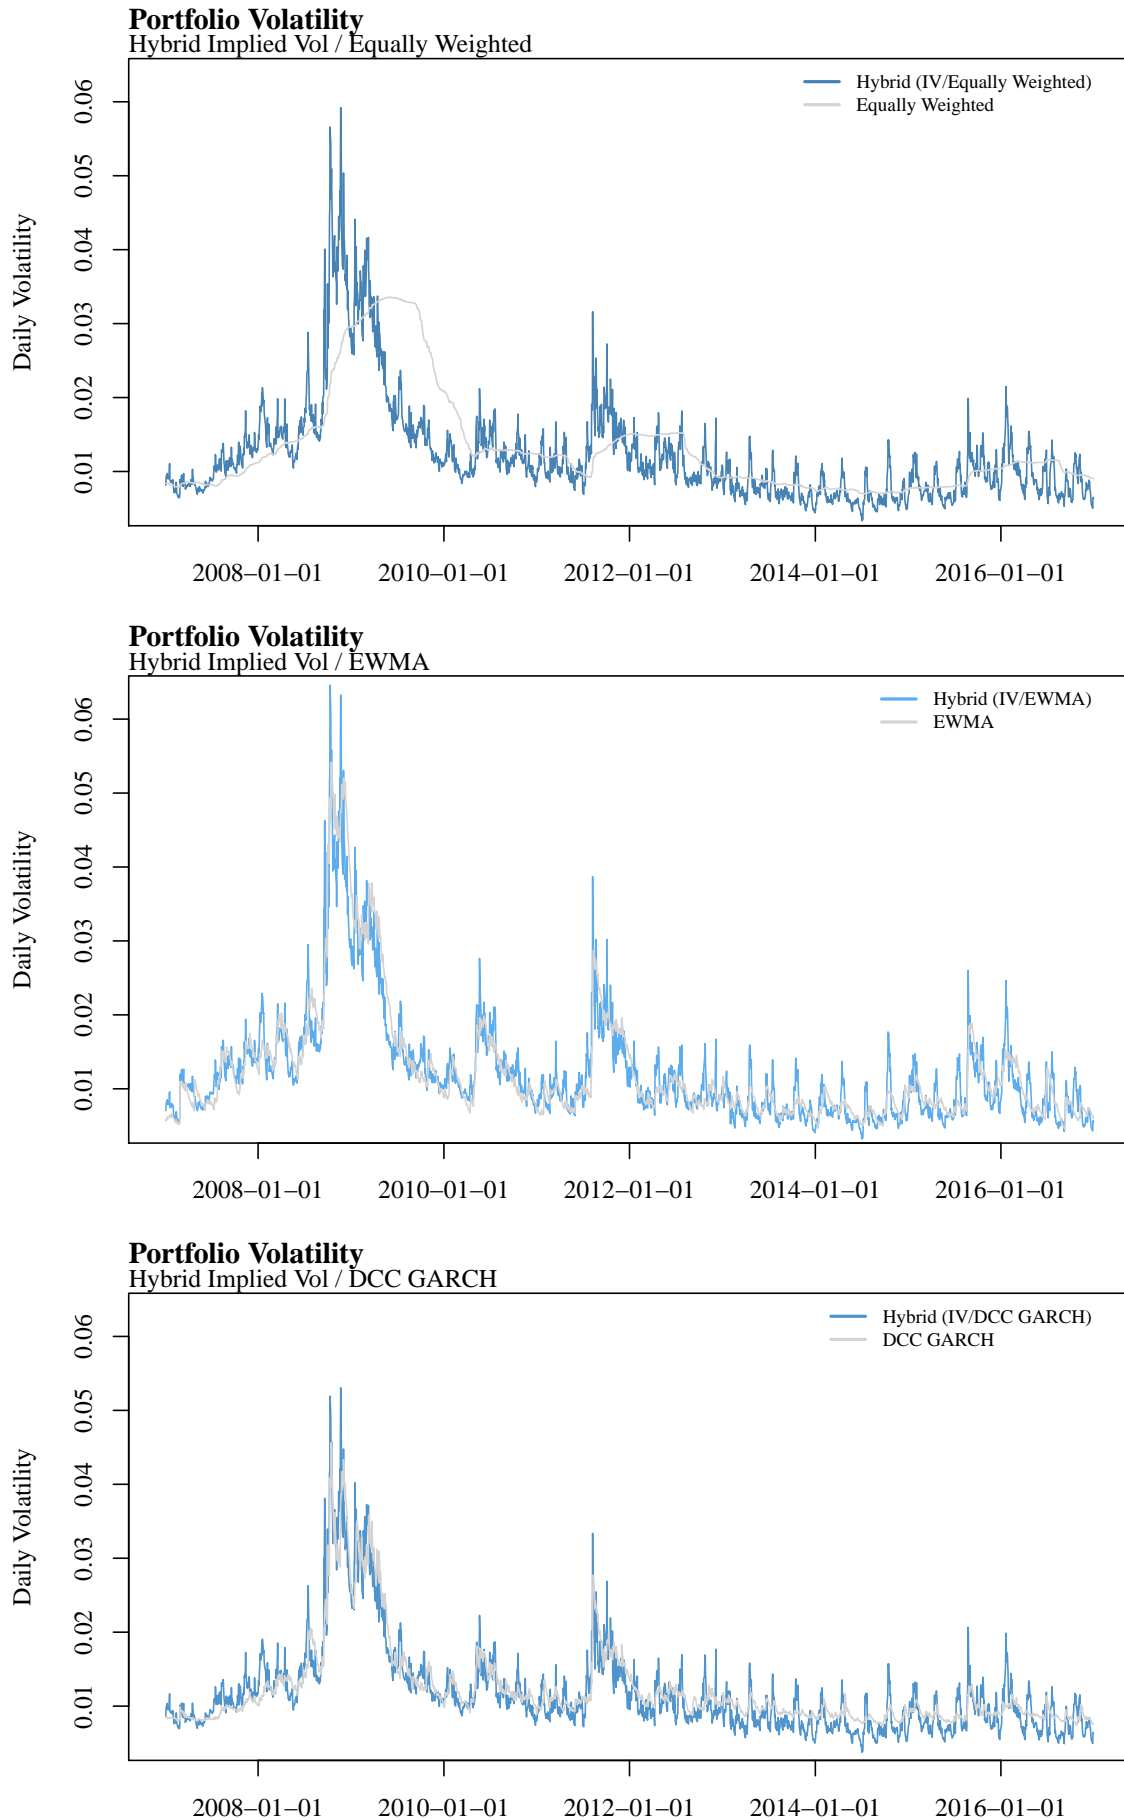 Portfolio Volatility
Hybrid Implied Vol / Equally Weighted
Hybrid (IV/Equally Weighted)
Equally Weighted
Daily Volatility
0.06
0.05
0.04
0.03
0.02
0.01
2008−01−01 2010−01−01 2012−01−01 2014−01−01 2016−01−01
Portfolio Volatility
Hybrid Implied Vol / EWMA
Hybrid (IV/EWMA)
EWMA
Daily Volatility
0.06
0.05
0.04
0.03
0.02
0.01
2008−01−01 2010−01−01 2012−01−01 2014−01−01 2016−01−01
Portfolio Volatility
Hybrid Implied Vol / DCC GARCH
Hybrid (IV/DCC GARCH)
DCC GARCH
Daily Volatility
0.06
0.05
0.04
0.03
0.02
0.01
2008−01−01 2010−01−01 2012−01−01 2014−01−01 2016−01−01